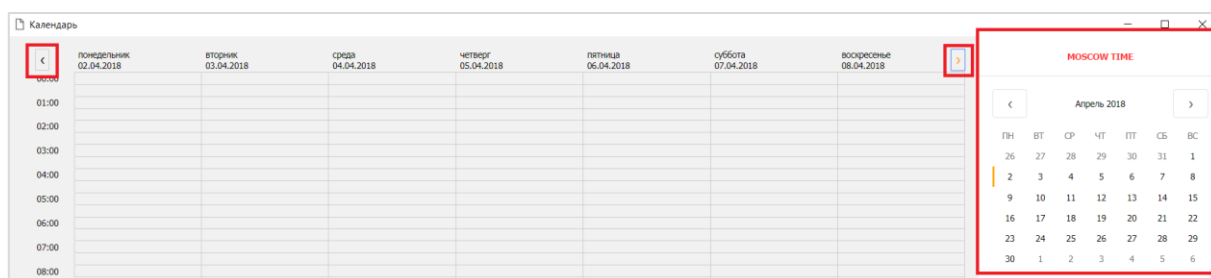 Календарь
понедельник вторник среда четверг пятница суббота воскресенье
02.04.2018 03.04.2018 04.04.2018 05.04.2018 06.04.2018 07.04.2018 08.04.2018
00:00
01:00
02:00
03:00
04:00
05:00
06:00
07:00
08:00
MOSCOW TIME
Апрель 2018
ПН ВТ СР ЧТ ПТ СБ ВС
26 27 28 29 30 31 1
2 3 4 5 6 7 8
9 10 11 12 13 14 15
16 17 18 19 20 21 22
23 24 25 26 27 28 29
30 1 2 3 4 5 6